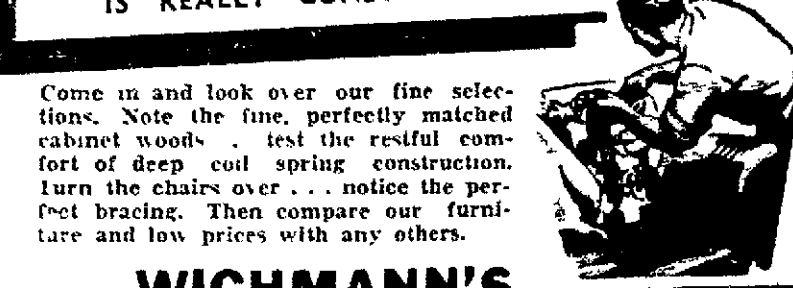 IS REALLY
Come in and look over our fine selec-
tions. Note the fine, perfectly matched
cabinet woods . test the restful com-
fort of deep coil spring construction.
Turn the chairs over . . . notice the per-
fect bracing. Then compare our furni-
ture and low prices with any others.
WICHMANN'S